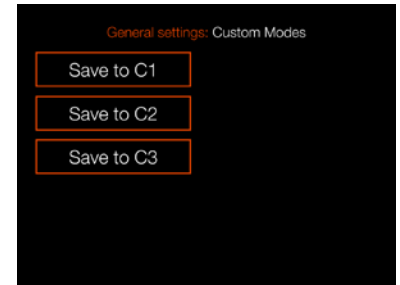 General settings: Custom Modes
Save to C1
Save to C2
Save to C3